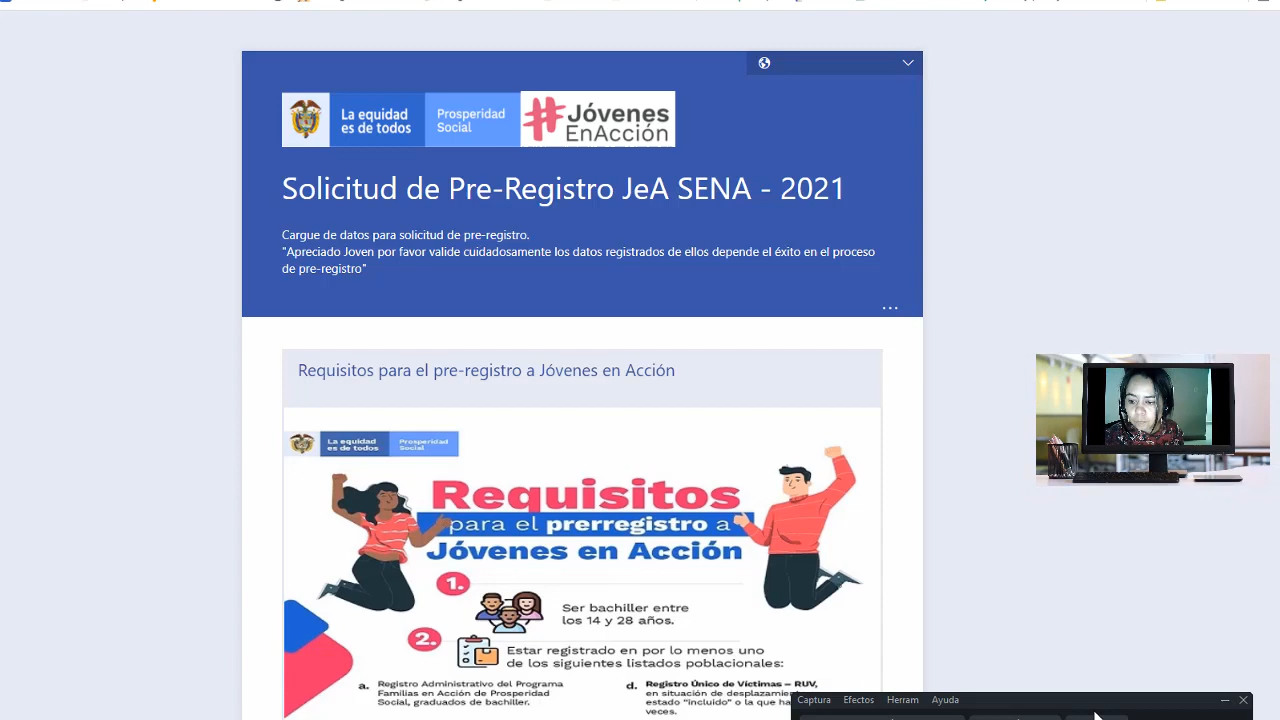 La equidad
es de todos
Prosperidad
Social
#Jóvenes
EnAcción
Solicitud de Pre-Registro JeA SENA - 2021
Cargue de datos para solicitud de pre-registro.
"Apreciado Joven por favor valide cuidadosamente los datos registrados de ellos depende el éxito en el proceso
de pre-registro"
...
Requisitos para el pre-registro a Jóvenes en Acción
La equidad
es de todos
Prosperidad
Social
Requisitos
para el prerregistro a
Jóvenes en Acción
1.
Ser bachiller entre
los 14 y 28 años.
2.
Estar registrado en por lo menos uno
de los siguientes listados poblacionales:
a. Registro Administrativo del Programa
Familias en Acción de Prosperidad
Social, graduados de bachiller.
d. Registro Único de Víctimas – RUV,
en situación de
estado "incluido" o la que
veces.
Captura Efectos Herram Ayuda